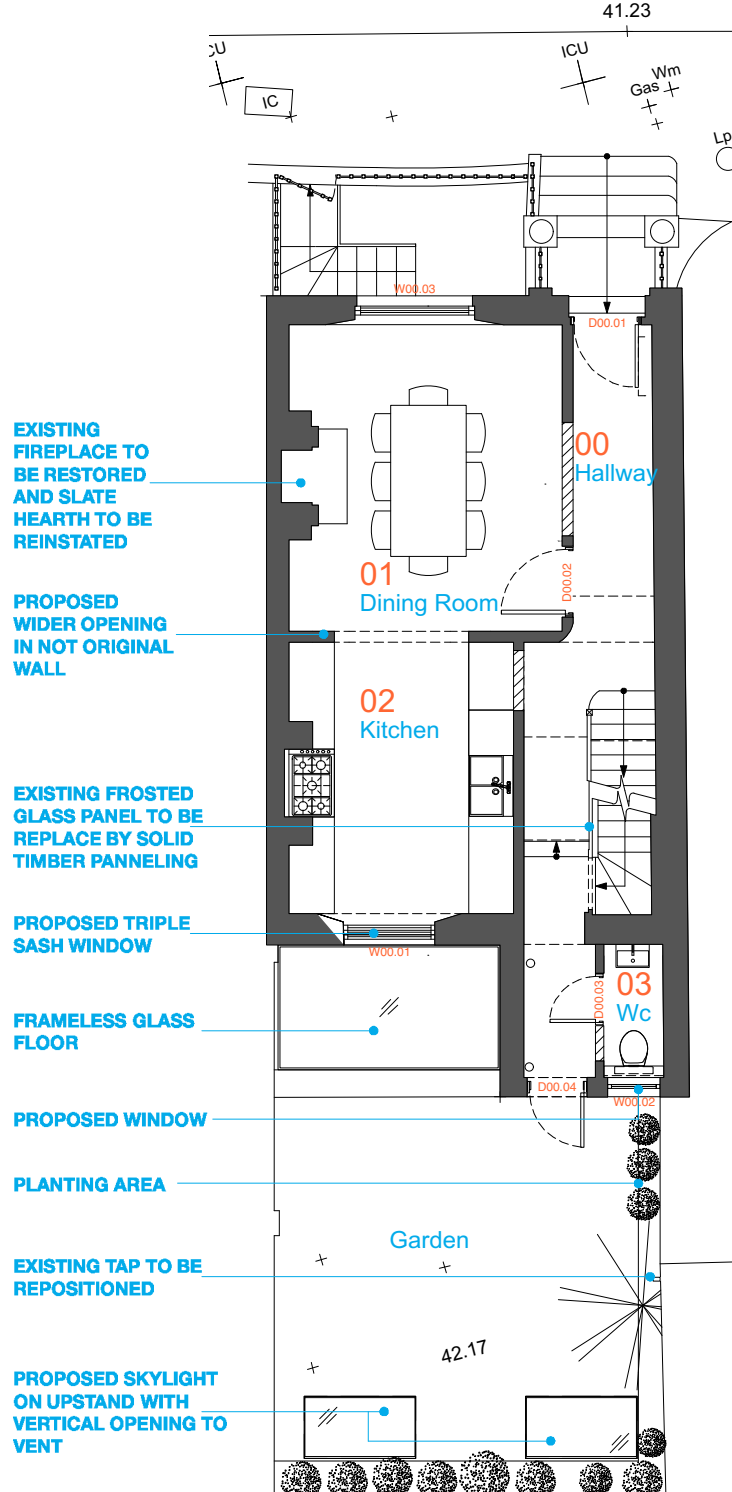 41.23
CU
ICU
IC
Wm
Gas
Lp
W00.03
D00.01
EXISTING
FIREPLACE TO
BE RESTORED
AND SLATE
HEARTH TO BE
REINSTATED
00
Hallway
01
Dining Room
D00.02
PROPOSED
WIDER OPENING
IN NOT ORIGINAL
WALL
02
Kitchen
EXISTING FROSTED
GLASS PANEL TO BE
REPLACE BY SOLID
TIMBER PANNELING
PROPOSED TRIPLE
SASH WINDOW
W00.01
03
Wc
D00.03
FRAMELESS GLASS
FLOOR
D00.04
W00.02
PROPOSED WINDOW
PLANTING AREA
Garden
EXISTING TAP TO BE
REPOSITIONED
42.17
PROPOSED SKYLIGHT
ON UPSTAND WITH
VERTICAL OPENING TO
VENT